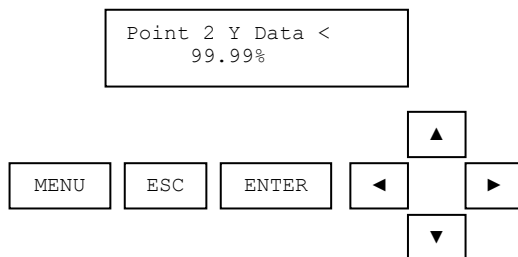 Point 2 Y Data <
99.99%
▲
MENU ESC ENTER ◄ ►
▼